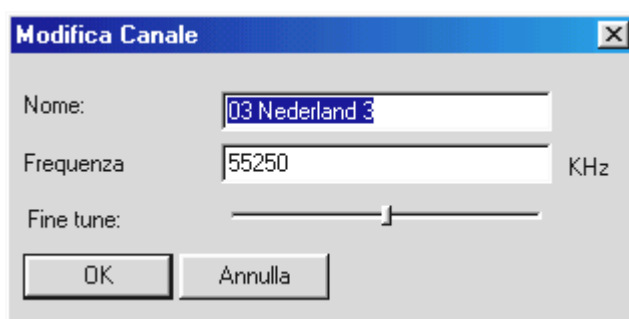 Modifica Canale
Nome: 03 Nederland 3
Frequenza 55250 KHz
Fine tune:
OK Annulla